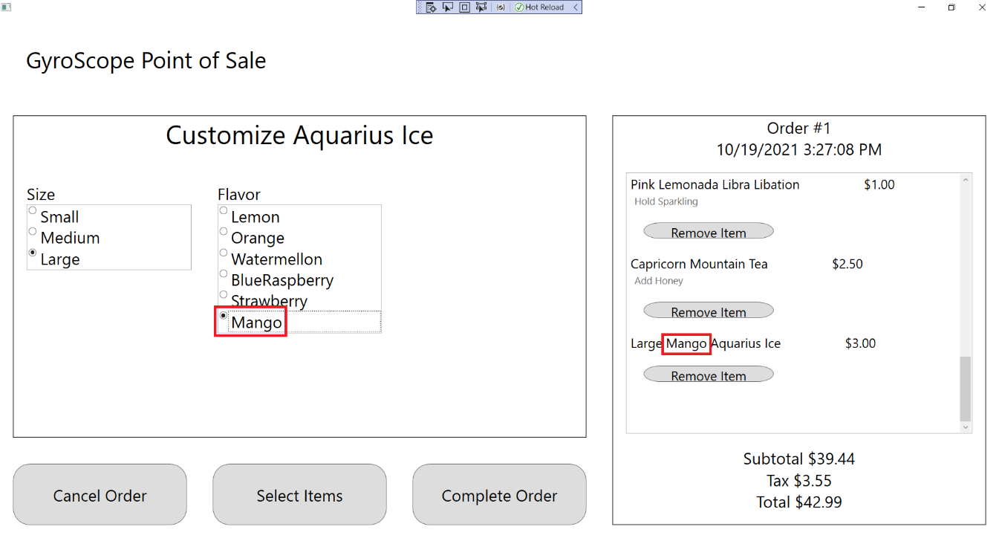 Hot Reload
GyroScope Point of Sale
Customize Aquarius Ice
Size
Small
Medium
Large
Flavor
Lemon
Orange
Watermellon
BlueRaspberry
Strawberry
Mango
Cancel Order
Select Items
Complete Order
Order #1
10/19/2021 3:27:08 PM
Pink Lemonada Libra Libation $1.00
Hold Sparkling
Remove Item
Capricorn Mountain Tea $2.50
Add Honey
Remove Item
Large Mango Aquarius Ice $3.00
Remove Item
Subtotal $39.44
Tax $3.55
Total $42.99